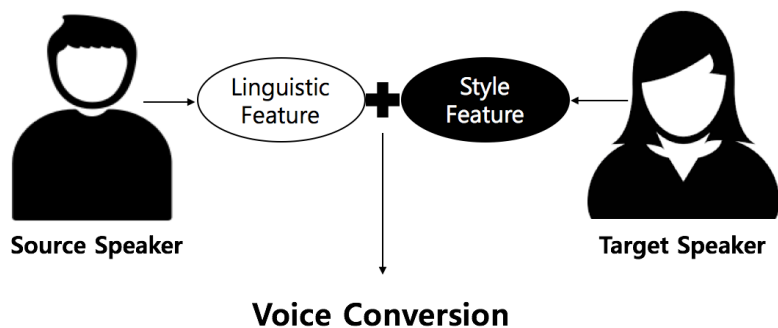 Linguistic
Feature
Style
Feature
Source Speaker
Target Speaker
Voice Conversion